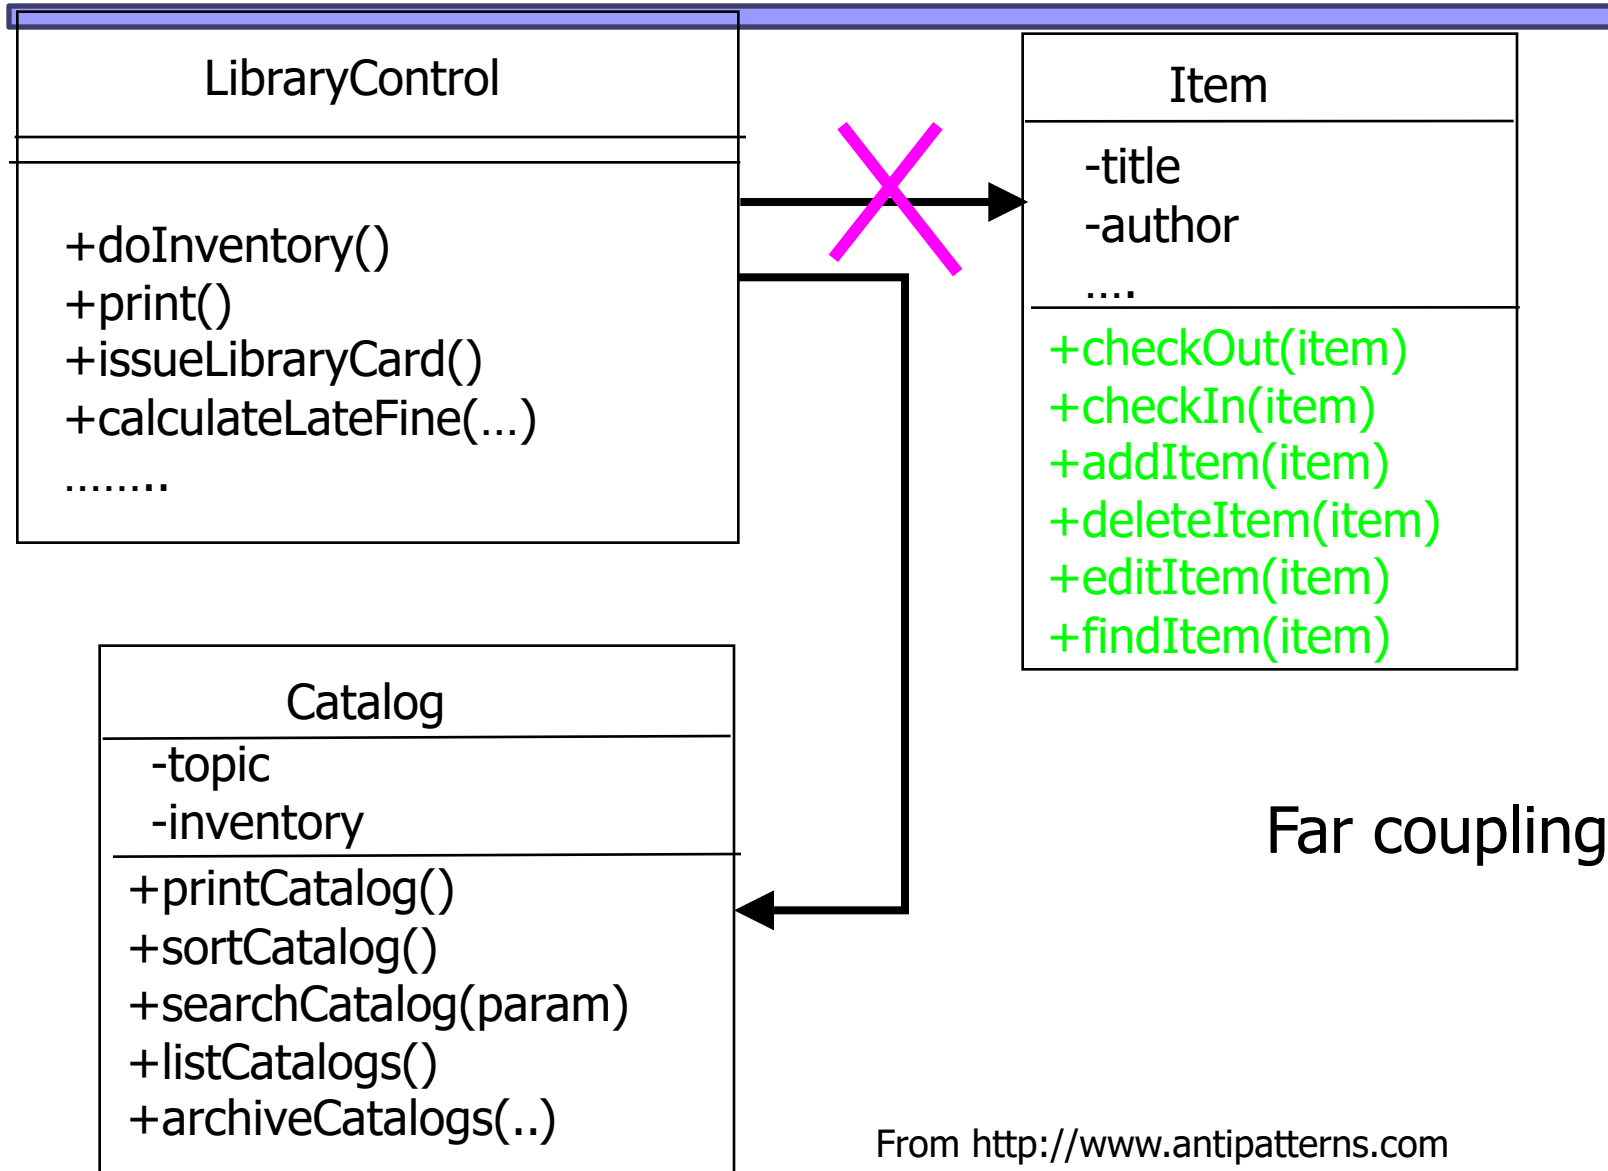 LibraryControl
+doInventory()
+print()
+issueLibraryCard()
+calculateLateFine(…)
……..
Item
-title
-author
….
+checkOut(item)
+checkIn(item)
+addItem(item)
+deleteItem(item)
+editItem(item)
+findItem(item)
Catalog
-topic
-inventory
+printCatalog()
+sortCatalog()
+searchCatalog(param)
+listCatalogs()
+archiveCatalogs(..)
Far coupling
From http://www.antipatterns.com